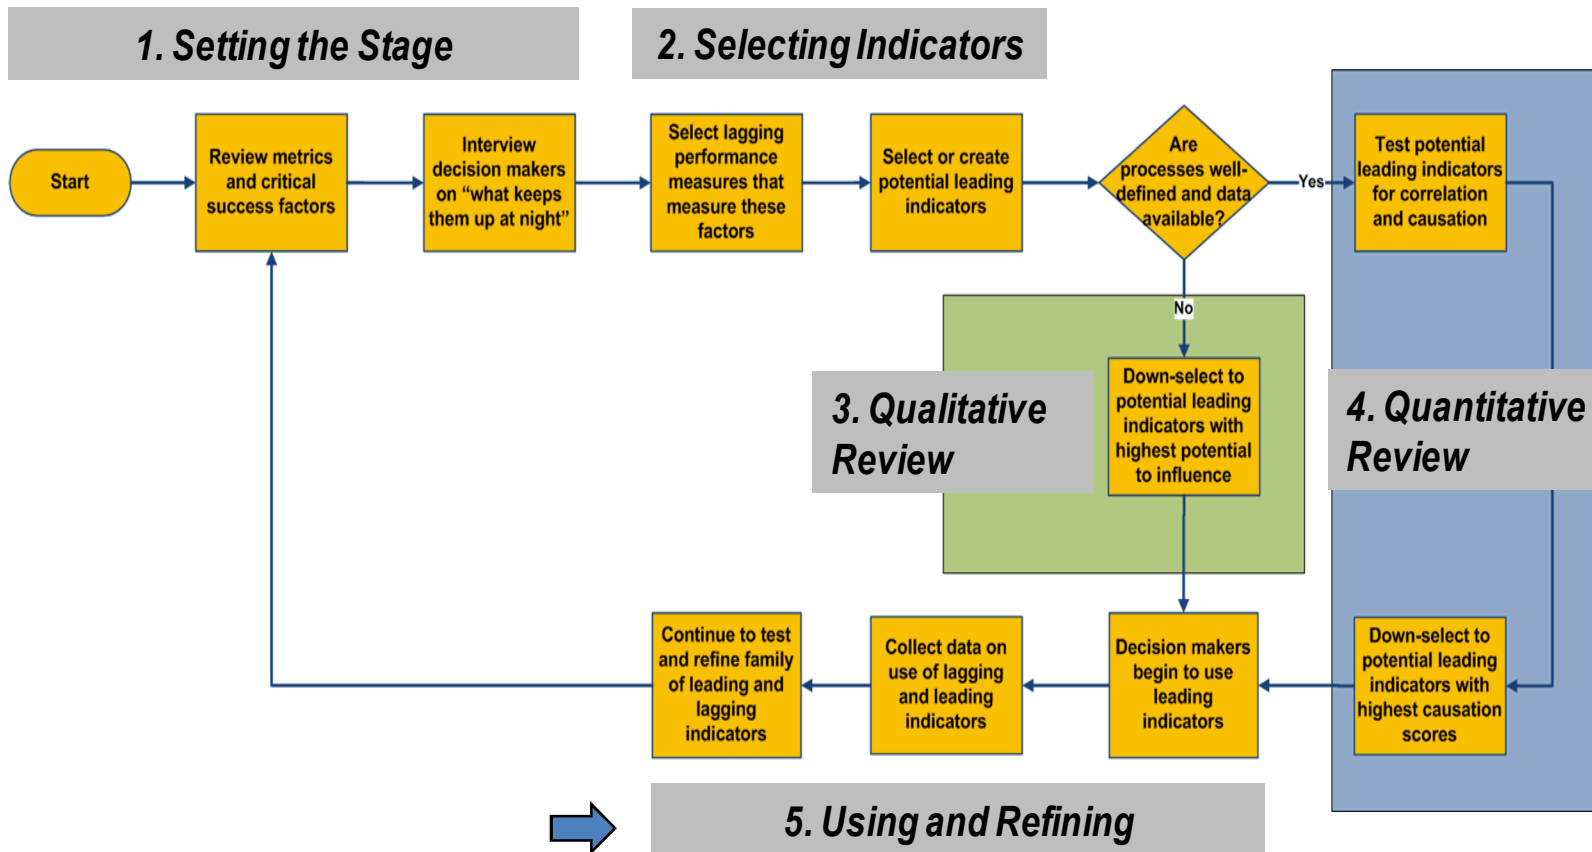 1. Setting the Stage
2. Selecting Indicators
Start
Review metrics
and critical
success factors
Interview
decision makers
on “what keeps
them up at night”
Select lagging
performance
measures that
measure these
factors
Select or create
potential leading
indicators
Are
processes well-
defined and data
available?
Yes
Test potential
leading indicators
for correlation
and causation
No
3. Qualitative
Review
Down-select to
potential leading
indicators with
highest potential
to influence
4. Quantitative
Review
Continue to test
and refine family
of leading and
lagging
indicators
Collect data on
use of lagging
and leading
indicators
Decision makers
begin to use
leading
indicators
Down-select to
potential leading
indicators with
highest causation
scores
5. Using and Refining